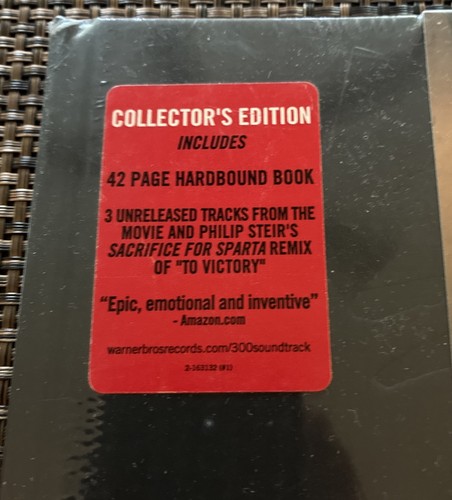 COLLECTOR'S EDITION
INCLUDES
42 PAGE HARDBOUND BOOK
3 UNRELEASED TRACKS FROM THE
MOVIE AND PHILIP STEIR'S
SACRIFICE FOR SPARTA REMIX
OF "TO VICTORY"
“Epic, emotional and inventive”
- Amazon.com
warnerbrosrecords.com/300soundtrack